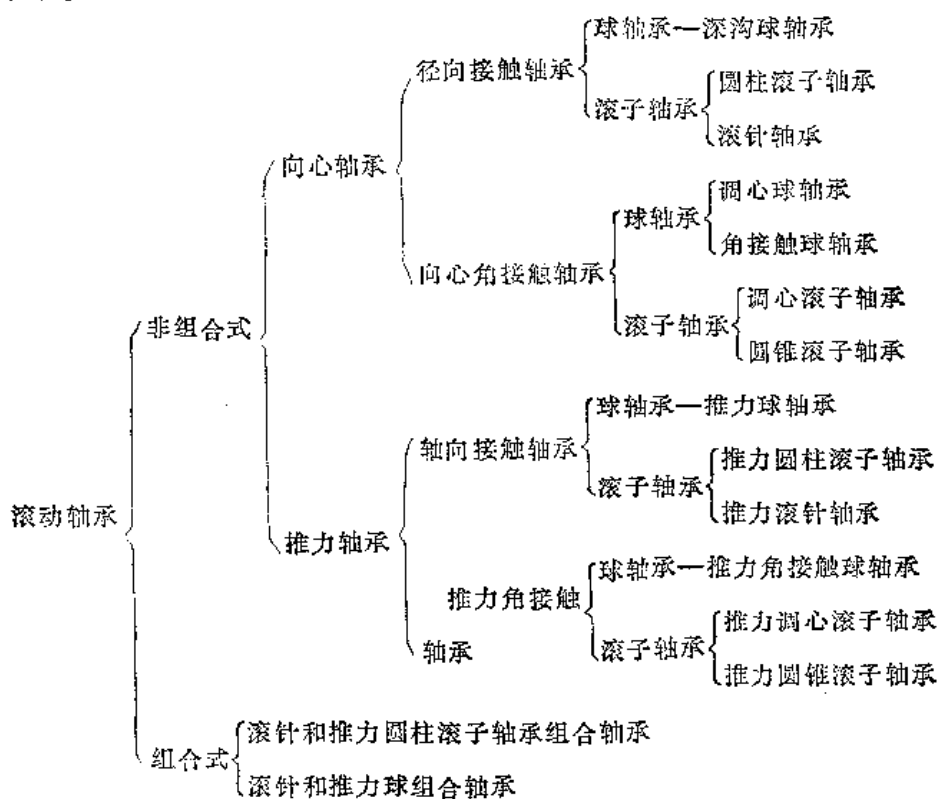 球轴承—深沟球轴承
径向接触轴承
圆柱滚子轴承
滚子轴承
滚针轴承
向心轴承
调心球轴承
球轴承
角接触球轴承
向心角接触轴承
调心滚子轴承
滚子轴承
圆锥滚子轴承
非组合式
球轴承—推力球轴承
轴向接触轴承
推力圆柱滚子轴承
滚子轴承
推力滚针轴承
滚动轴承
推力轴承
球轴承—推力角接触球轴承
推力角接触
轴承
推力调心滚子轴承
滚子轴承
推力圆锥滚子轴承
滚针和推力圆柱滚子轴承组合轴承
组合式
滚针和推力球组合轴承